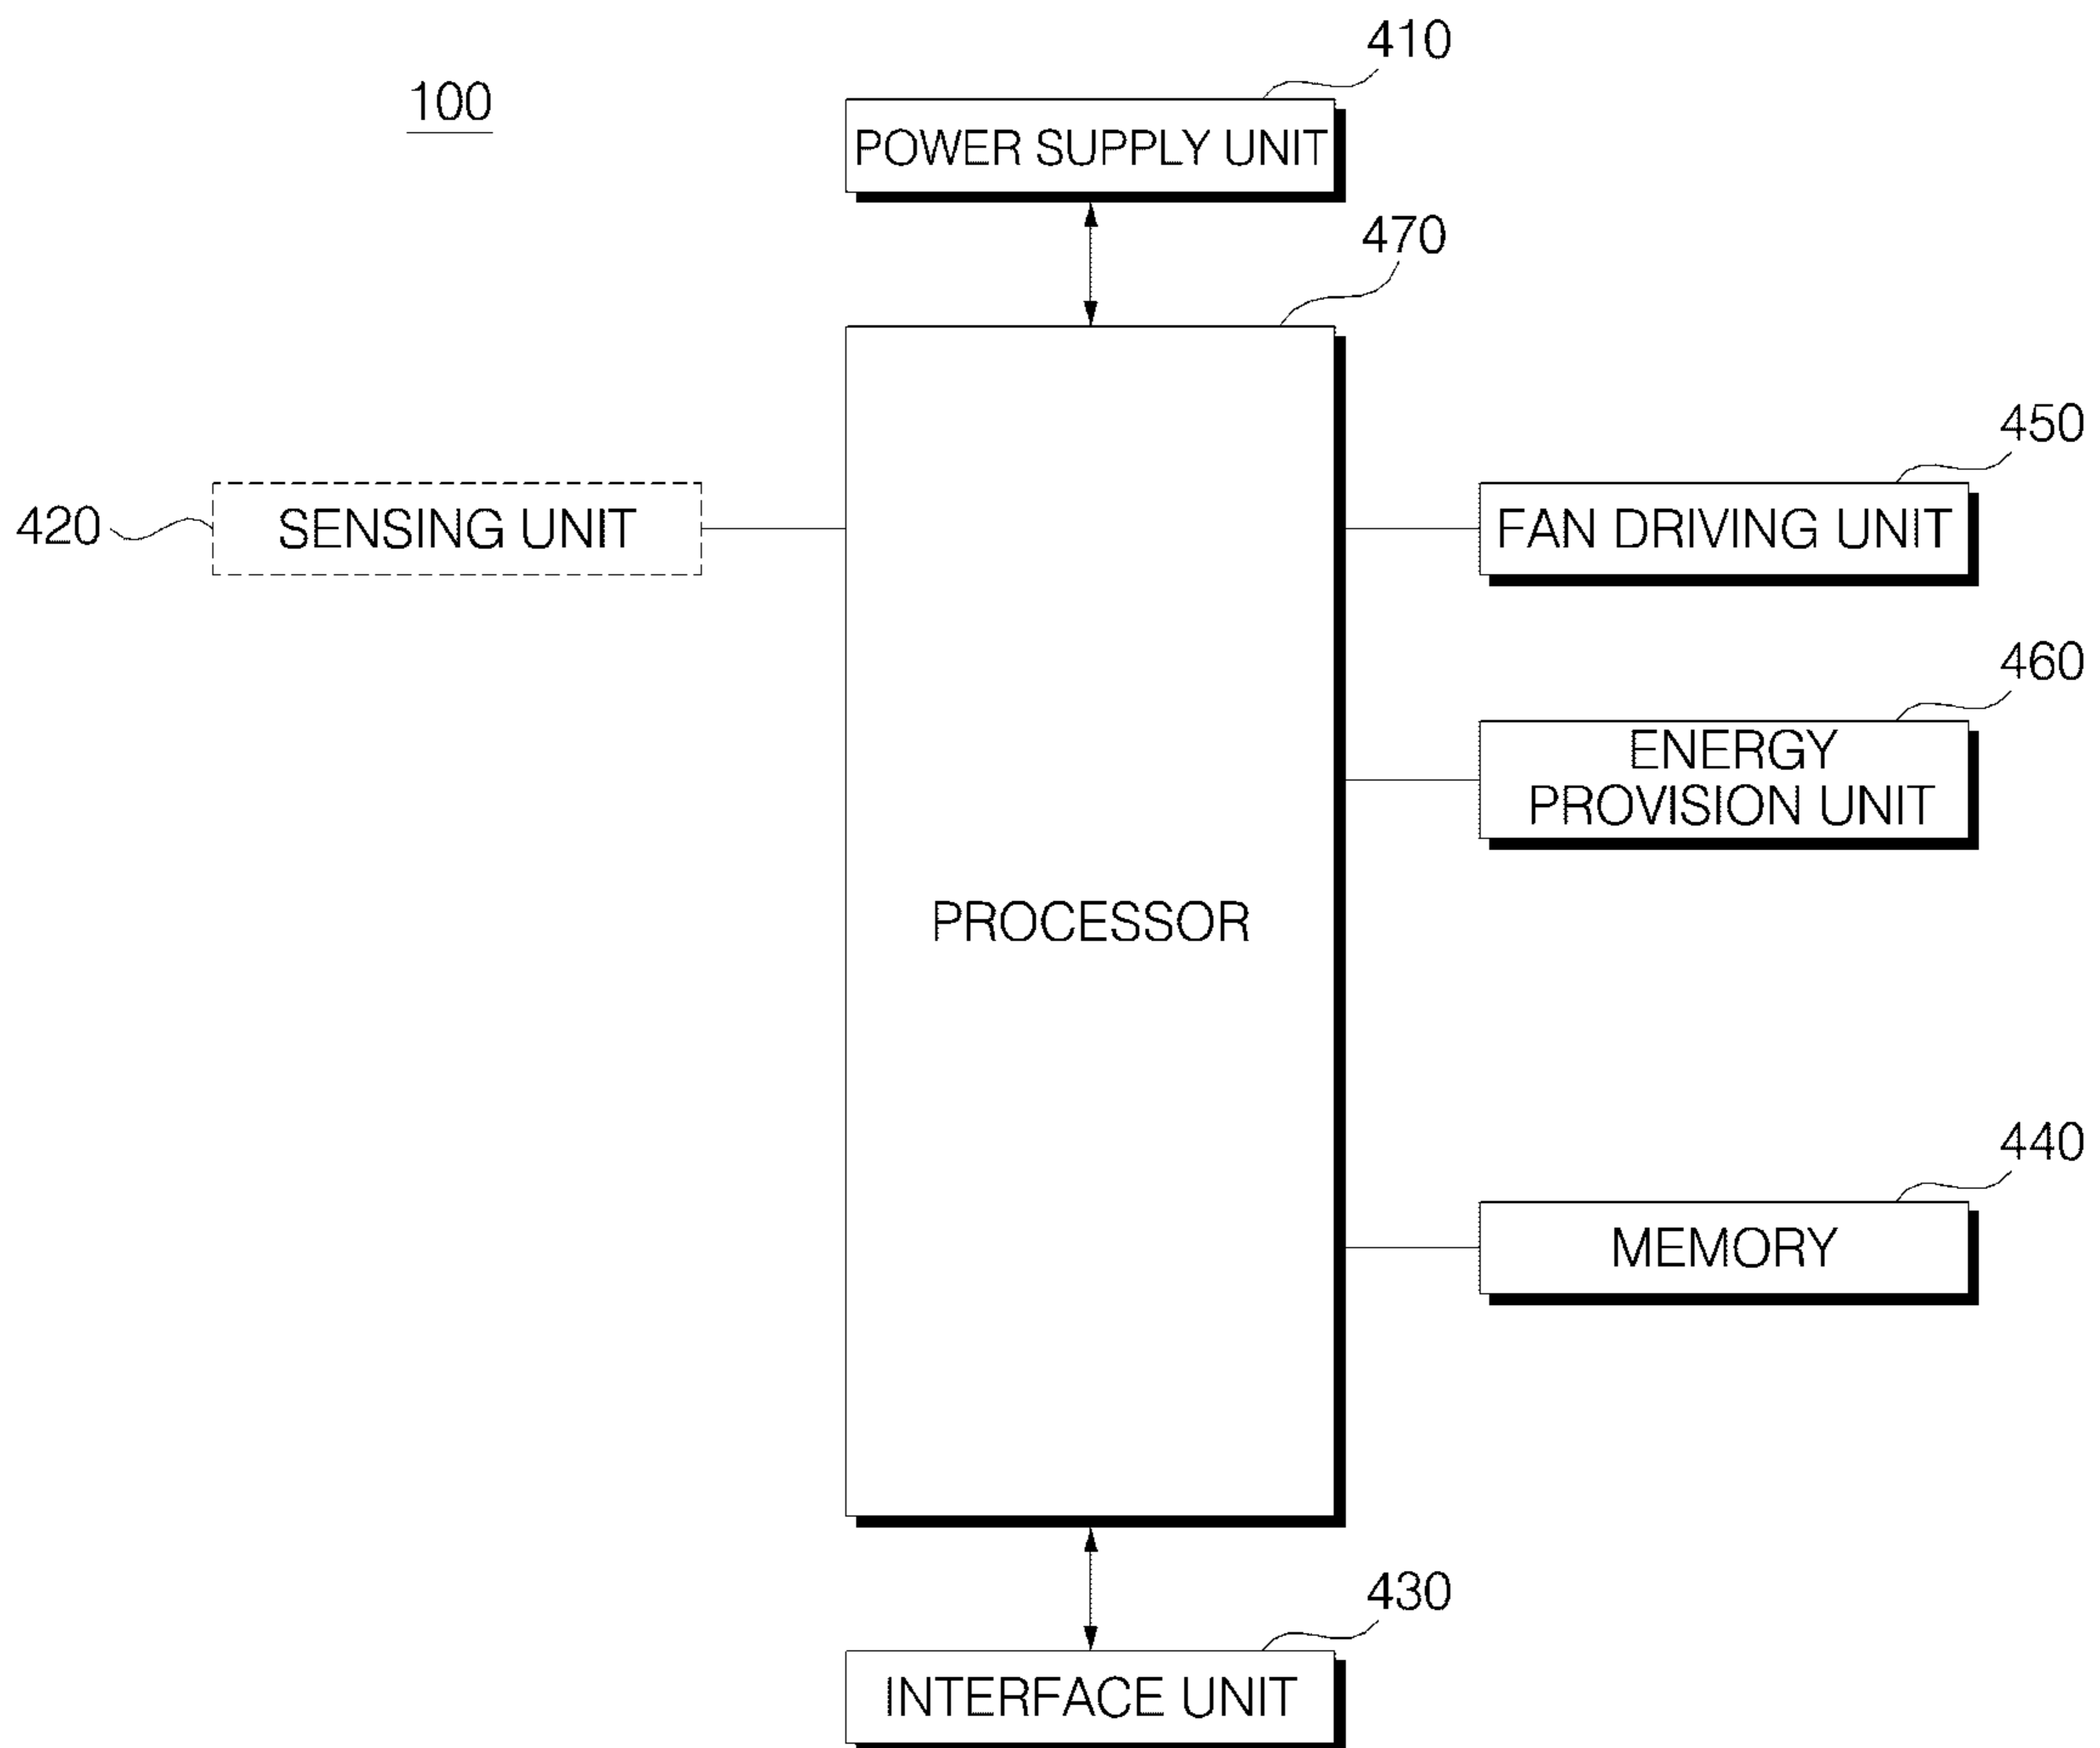 410
100
POWER SUPPLY UNIT
470
450
420
SENSING UNIT
FAN DRIVING UNIT
460
ENERGY
PROVISION UNIT
PROCESSOR
440
MEMORY
430
INTERFACE UNIT